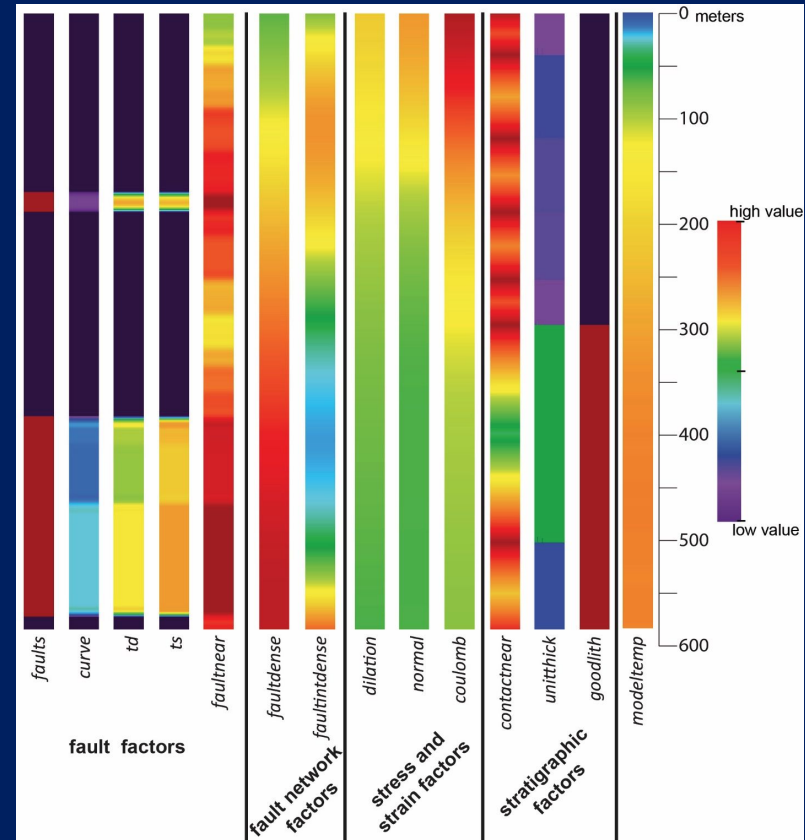 0 meters
100
200
300
400
500
600
high value
low value
faults
curve
td
ts
faultnear
faultdense
faultintdense
dilation
normal
coulomb
contactnear
unitthick
goodlith
modeltemp
fault factors
fault network
factors
stress and
strain factors
stratigraphic
factors